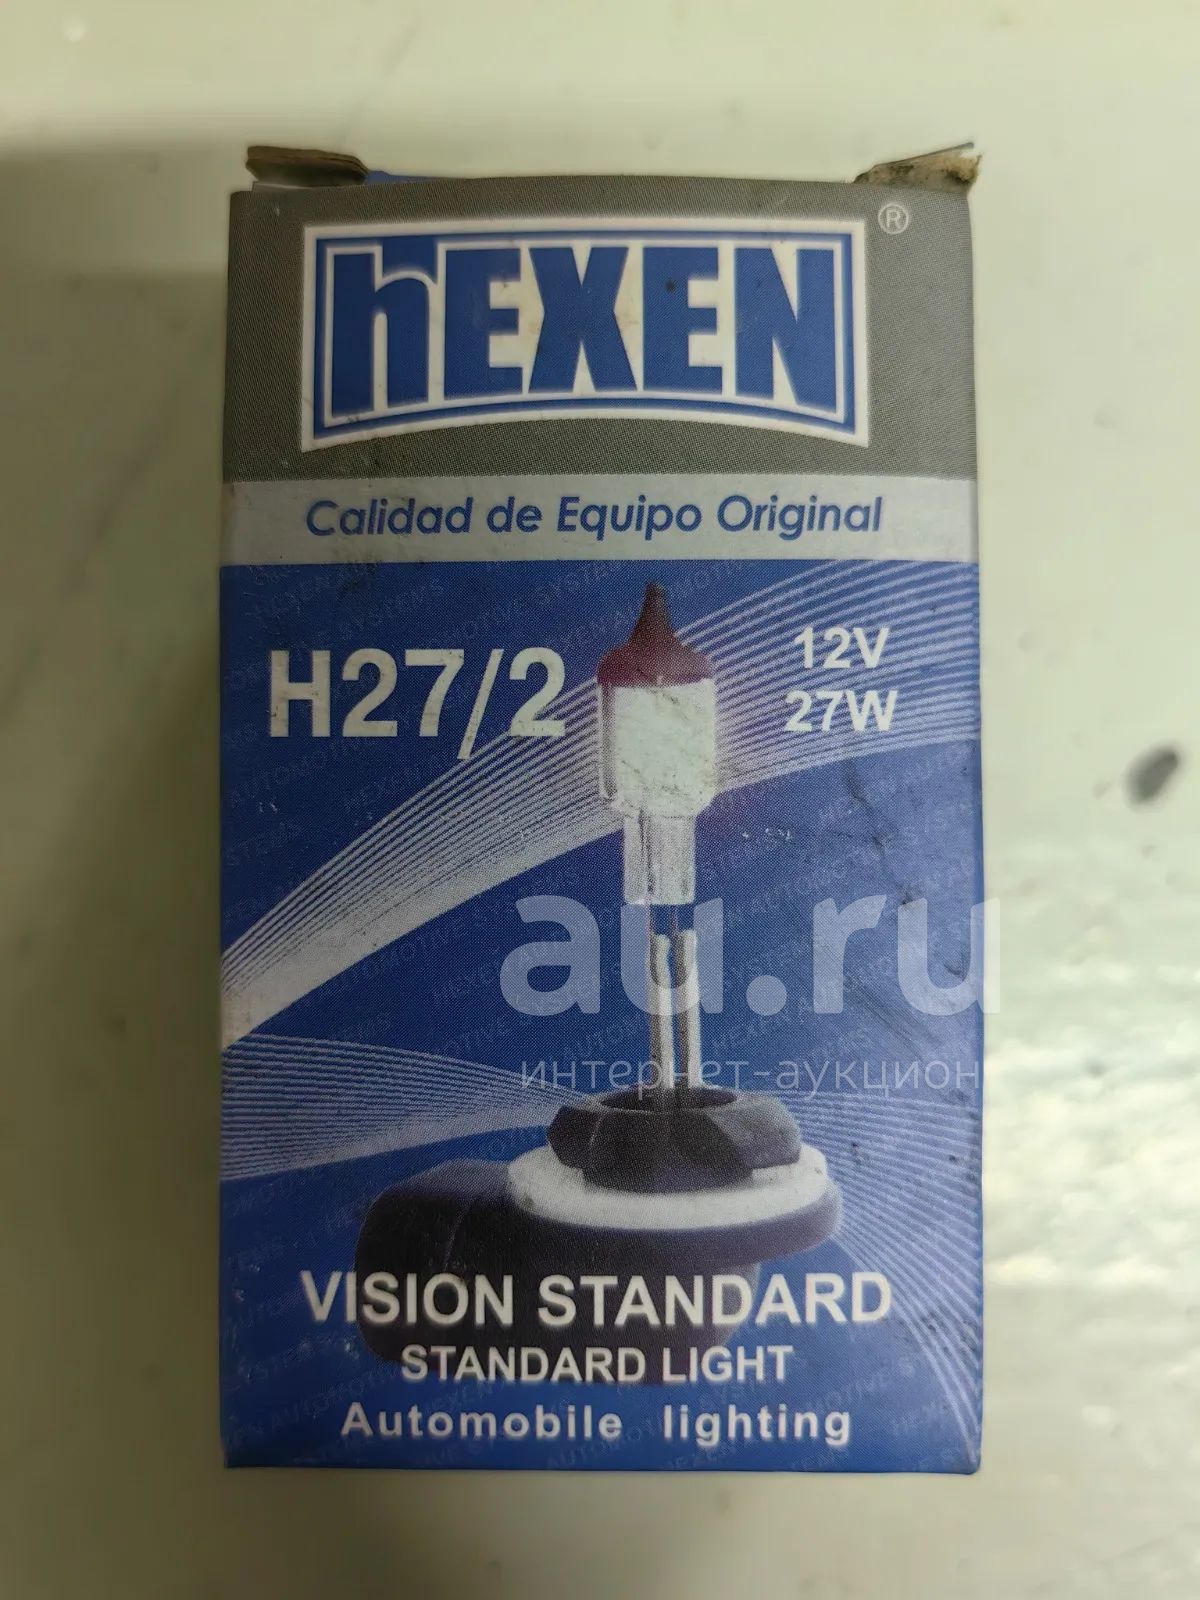 hEXEN ®
Calidad de Equipo Original
H27/2
12V
27W
au.ru
интернет-аукцион
VISION STANDARD
STANDARD LIGHT
Automobile lighting